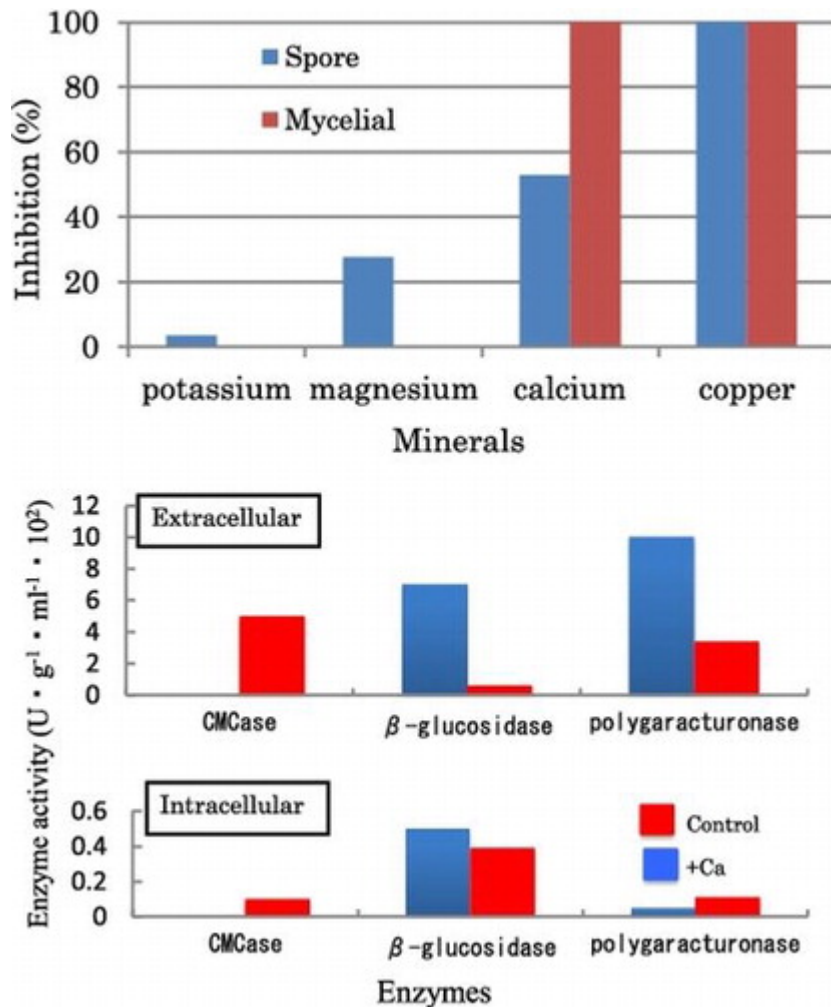 100
80
60
40
20
0
Inhibition (%)
Spore
Mycelial
potassium magnesium calcium copper
Minerals
Enzyme activity (U・g⁻¹・ml⁻¹・10²)
Extracellular
12
10
8
6
4
2
0
CMCase β-glucosidase polygaracturonase
Intracellular
0.6
0.4
0.2
0
Control
+Ca
CMCase β-glucosidase polygaracturonase
Enzymes